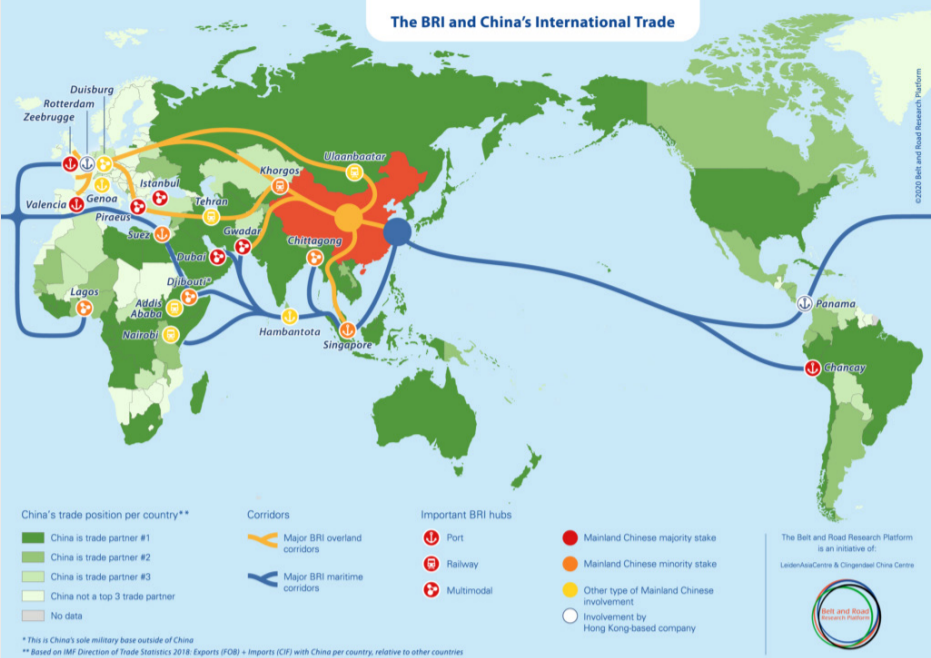 The BRI and China's International Trade
©2020 Belt and Road Research Platform
Duisburg
Rotterdam
Zeebrugge
Ulaanbaatar
Khorgos
Istanbul
Valencia
Genoa
Tehran
Piraeus
Suez
Gwadar
Chittagong
Dubai
Djibouti*
Lagos
Addis
Ababa
Nairobi
Hambantota
Singapore
Panama
Chancay
China's trade position per country**
China is trade partner #1
China is trade partner #2
China is trade partner #3
China not a top 3 trade partner
No data
Corridors
Major BRI overland
corridors
Major BRI maritime
corridors
Important BRI hubs
Port
Railway
Multimodal
Mainland Chinese majority stake
Mainland Chinese minority stake
Other type of Mainland Chinese
involvement
Involvement by
Hong Kong-based company
The Belt and Road Research Platform
is an initiative of:
LeidenAsiaCentre & Clingendael China Centre
Belt and Road
Research Platform
* This is China's sole military base outside of China
** Based on IMF Direction of Trade Statistics 2018: Exports (FOB) + Imports (CIF) with China per country, relative to other countries